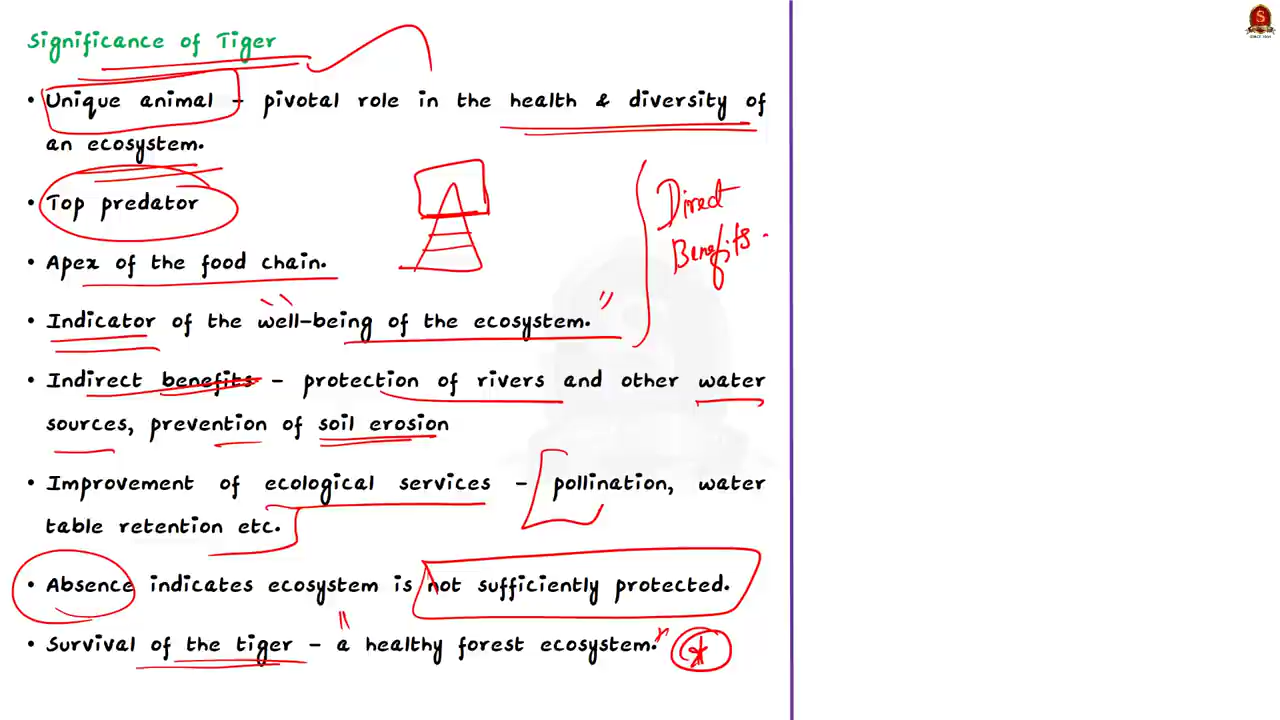 Significance of Tiger
• Unique animal - pivotal role in the health & diversity of
an ecosystem.
• Top predator
• Apex of the food chain.
• Indicator of the well-being of the ecosystem.
Direct
Benefits.
• Indirect benefits - protection of rivers and other water
sources, prevention of soil erosion
• Improvement of ecological services - pollination, water
table retention etc.
• Absence indicates ecosystem is not sufficiently protected.
• Survival of the tiger - a healthy forest ecosystem.